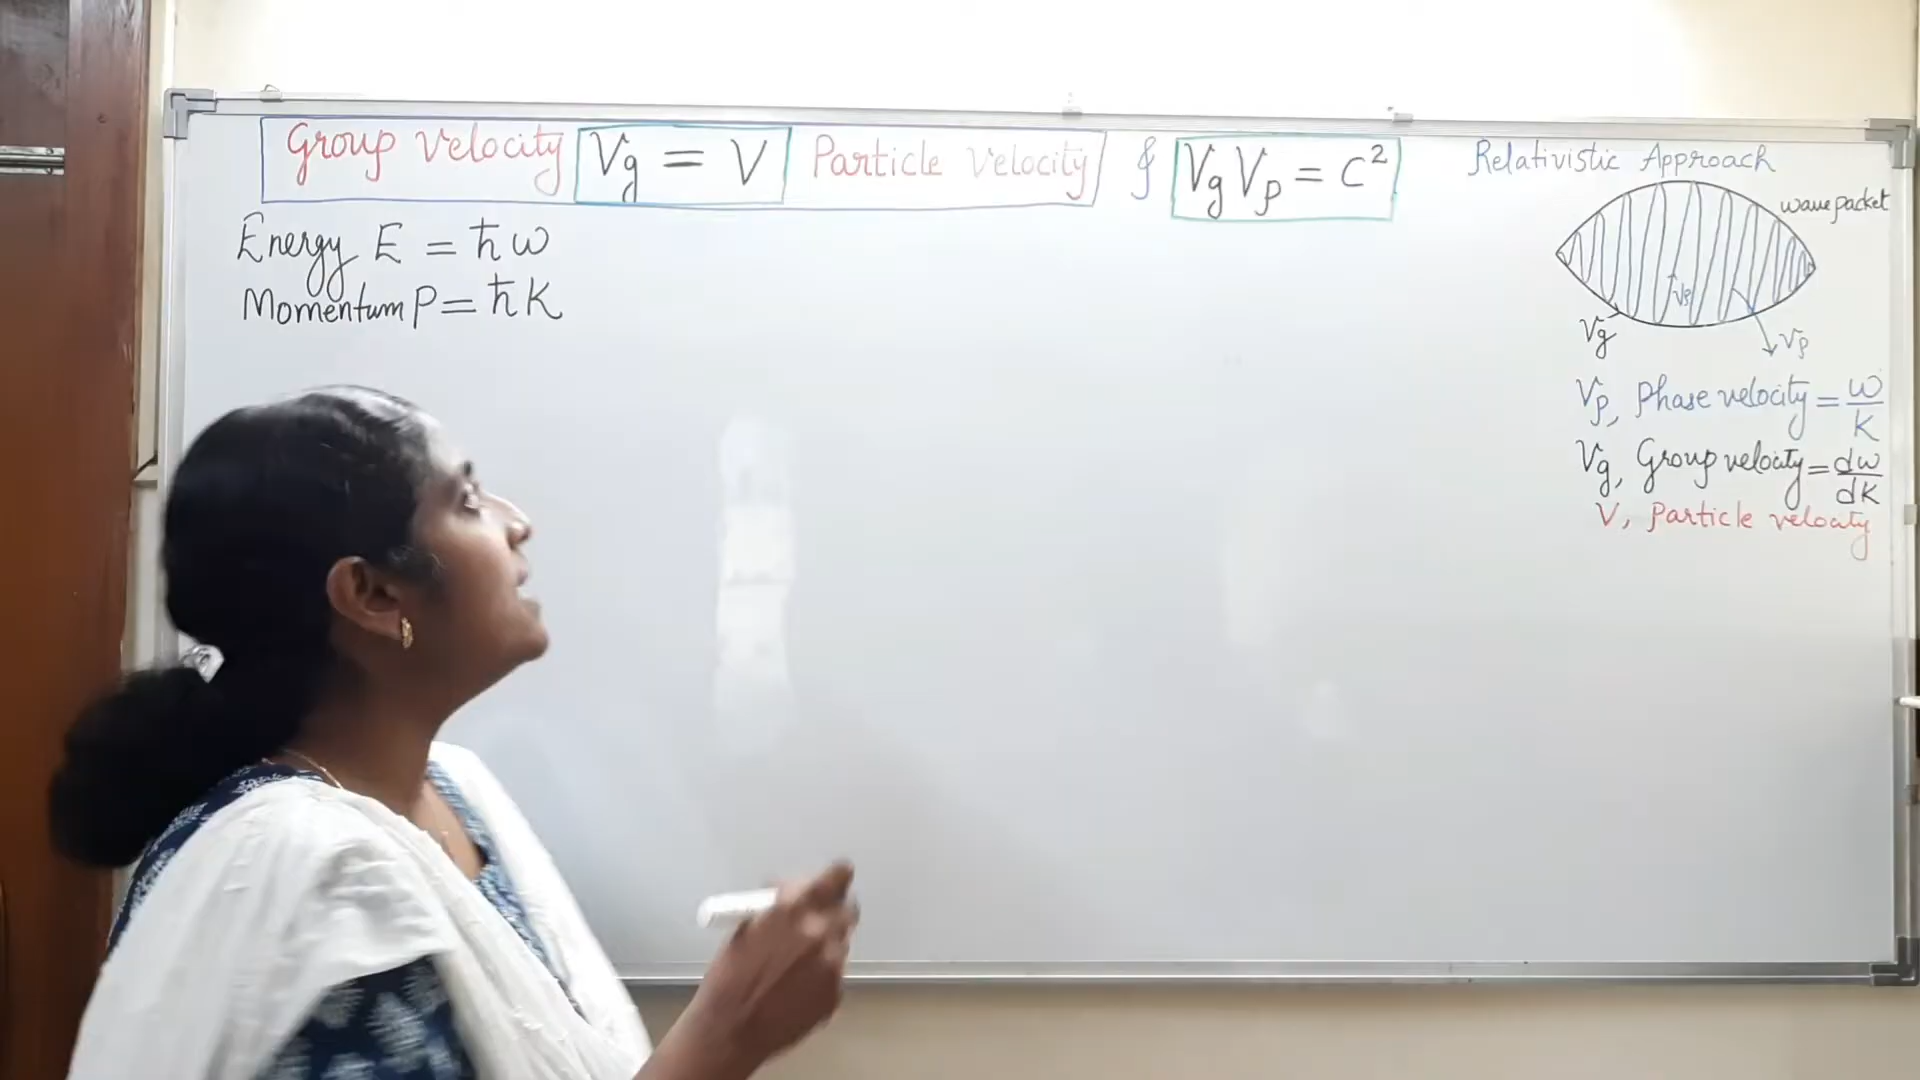 Group Velocity Vg = V Particle Velocity & VgVp = C² Relativistic Approach
Energy E = ħω
Momentum P = ħK
wave packet
Vp
Vg
Vp
Vp, Phase velocity = ω/K
Vg, Group velocity = dω/dK
V, Particle velocity